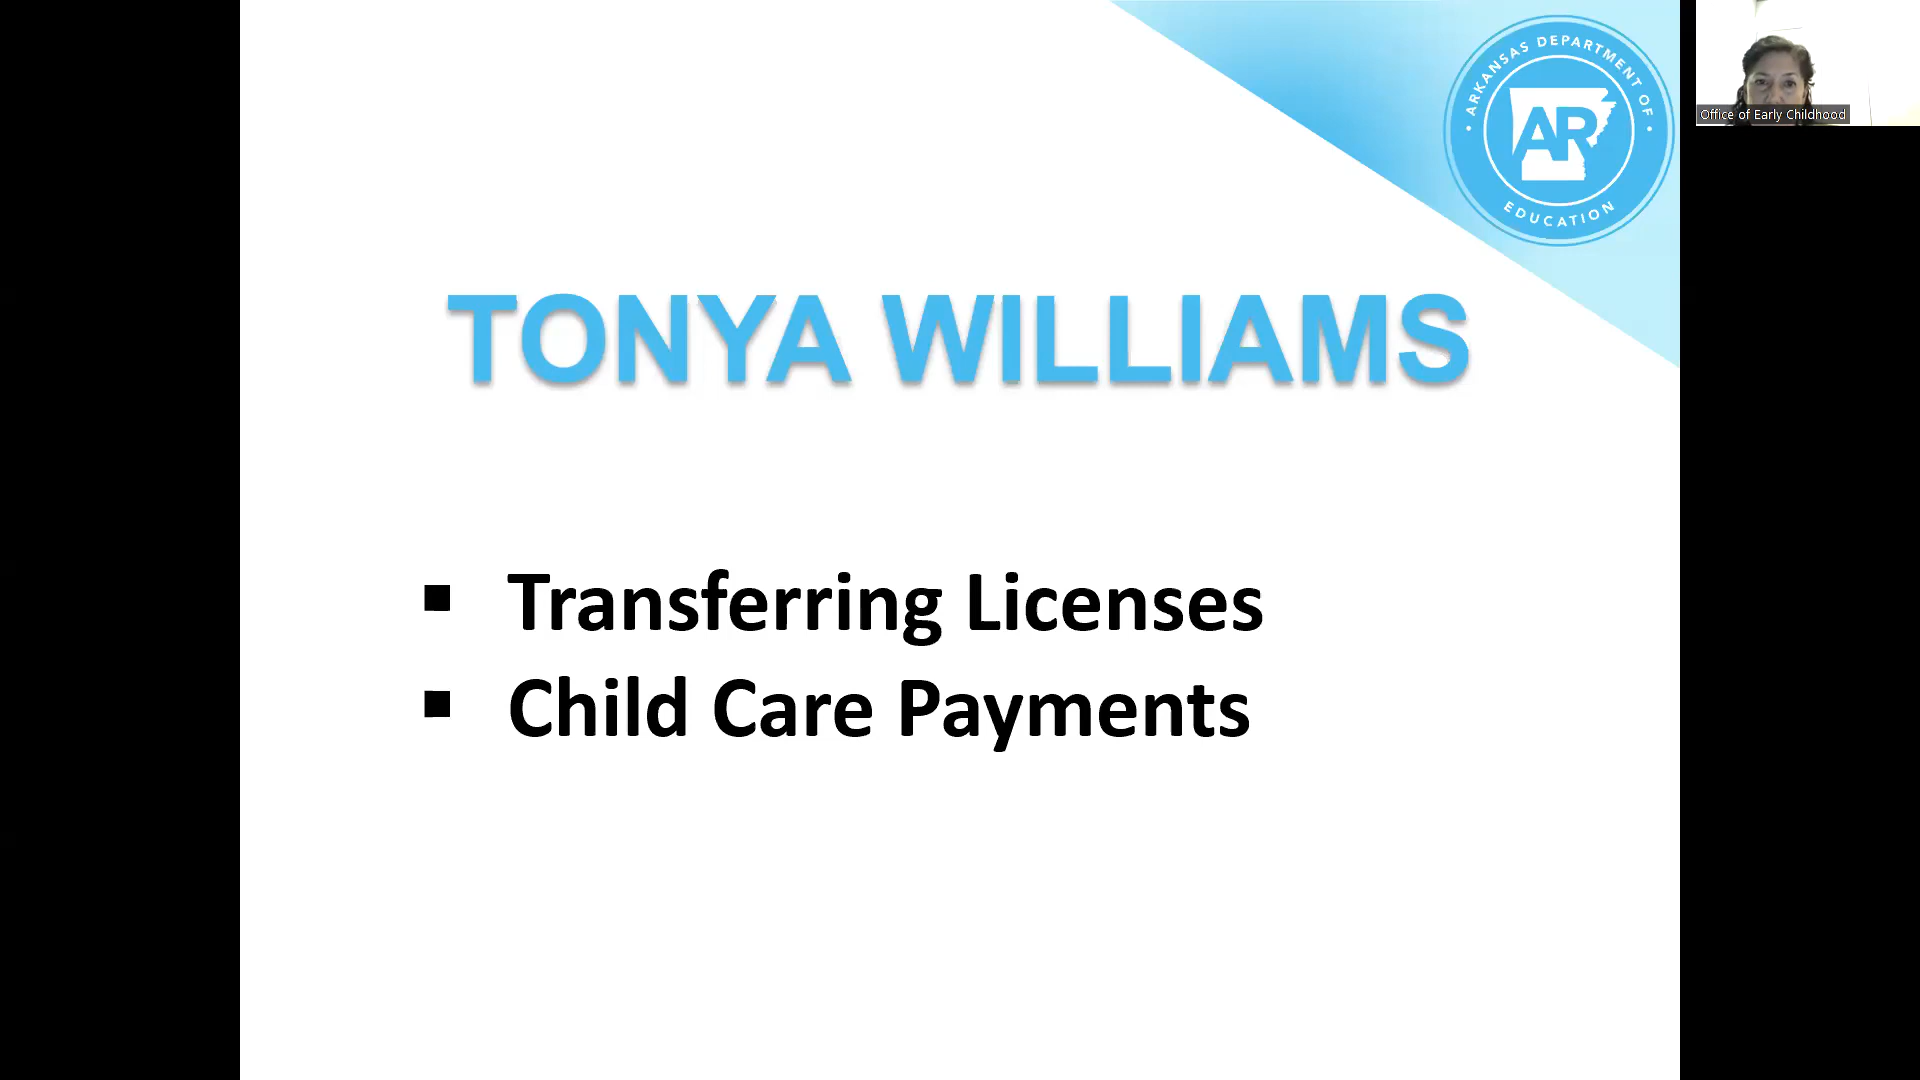 ARKANSAS DEPARTMENT OF
AR
EDUCATION
Office of Early Childhood
TONYA WILLIAMS
▪ Transferring Licenses
▪ Child Care Payments